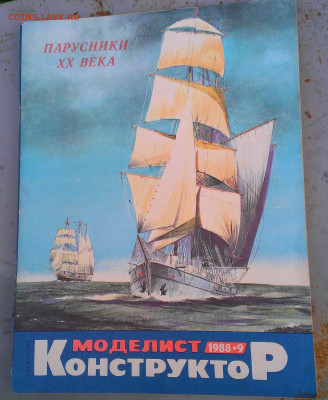 coins.lave.ru
ПАРУСНИКИ
XX ВЕКА
МОДЕЛИСТ 1988•9
КОНСТРУКТОР